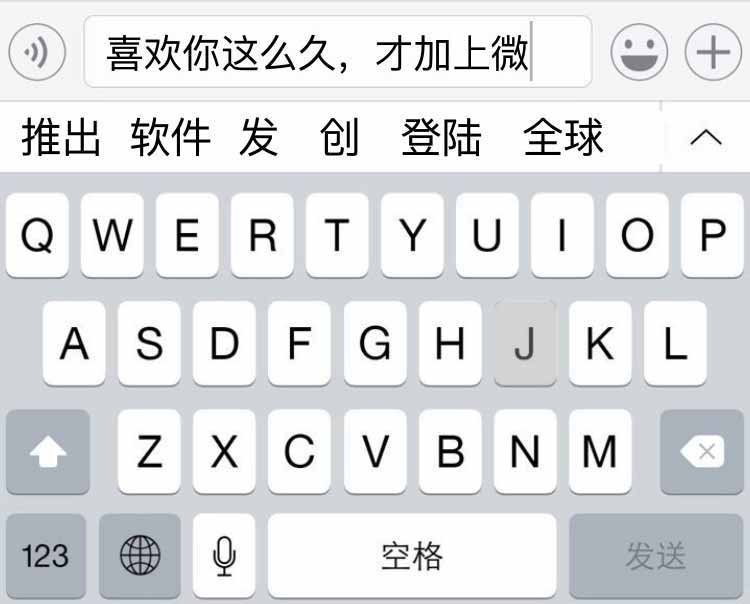 喜欢你这么久，才加上微
推出 软件 发 创 登陆 全球
Q W E R T Y U I O P
A S D F G H J K L
Z X C V B N M
123 空格 发送